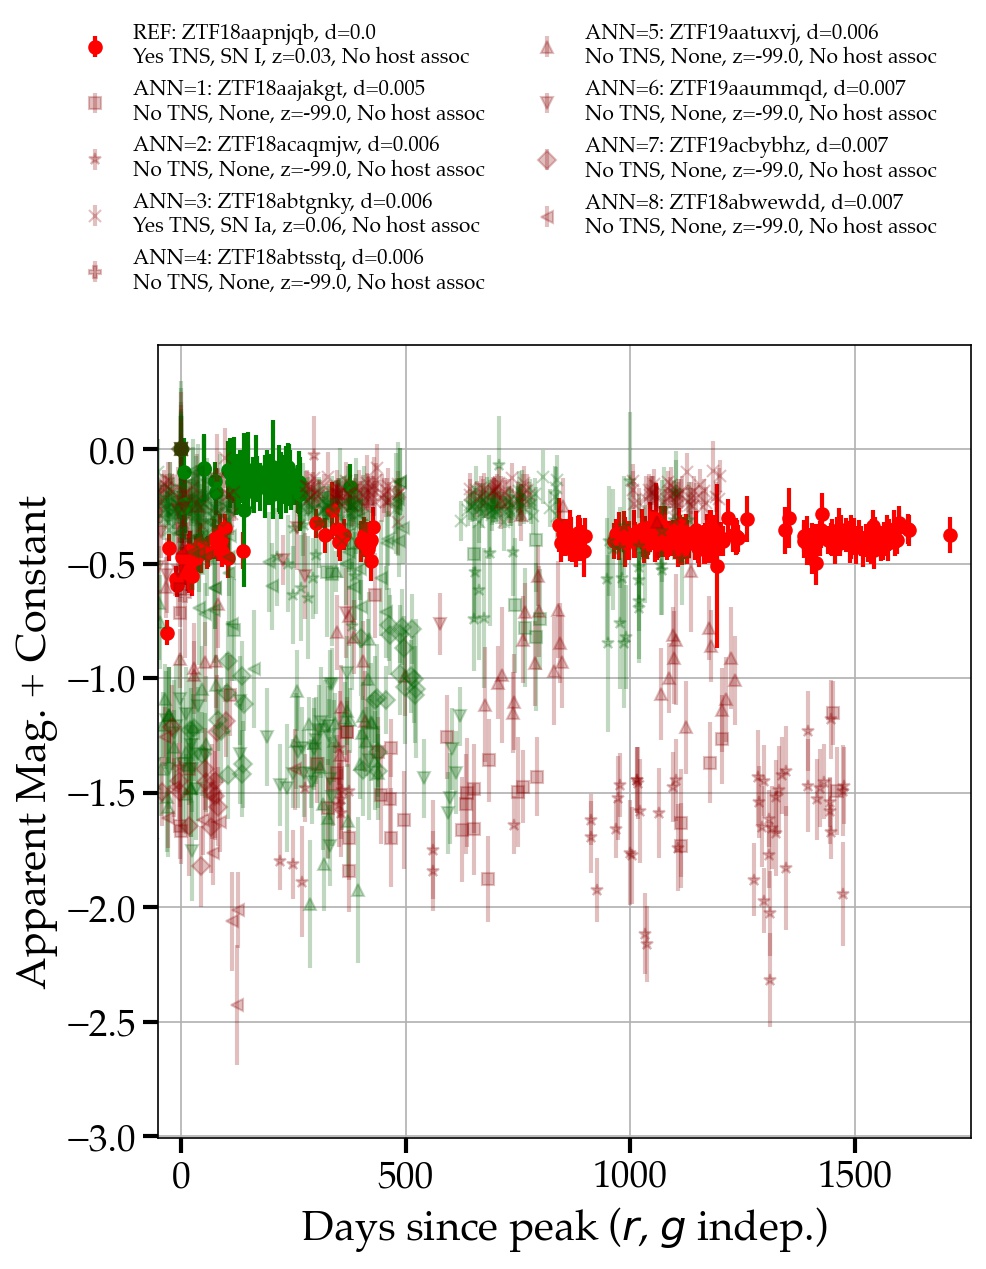 REF: ZTF18aapnjqb, d=0.0
Yes TNS, SN I, z=0.03, No host assoc
ANN=1: ZTF18aajakgt, d=0.005
No TNS, None, z=-99.0, No host assoc
ANN=2: ZTF18acaqmjw, d=0.006
No TNS, None, z=-99.0, No host assoc
ANN=3: ZTF18abtgnky, d=0.006
Yes TNS, SN Ia, z=0.06, No host assoc
ANN=4: ZTF18abtsstq, d=0.006
No TNS, None, z=-99.0, No host assoc
ANN=5: ZTF19aatuxvj, d=0.006
No TNS, None, z=-99.0, No host assoc
ANN=6: ZTF19aaummqd, d=0.007
No TNS, None, z=-99.0, No host assoc
ANN=7: ZTF19acbybhz, d=0.007
No TNS, None, z=-99.0, No host assoc
ANN=8: ZTF18abwewdd, d=0.007
No TNS, None, z=-99.0, No host assoc
Apparent Mag. + Constant
0.0
−0.5
−1.0
−1.5
−2.0
−2.5
−3.0
0 500 1000 1500
Days since peak (r, g indep.)